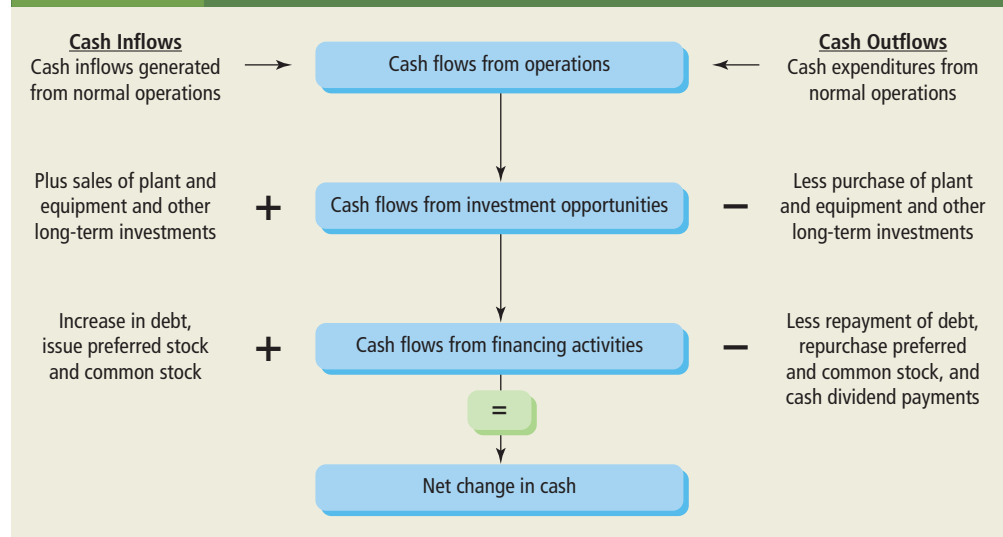 Cash Inflows
Cash inflows generated
from normal operations
Cash flows from operations
Cash Outflows
Cash expenditures from
normal operations
Plus sales of plant and
equipment and other
long-term investments
+
Cash flows from investment opportunities
–
Less purchase of plant
and equipment and other
long-term investments
Increase in debt,
issue preferred stock
and common stock
+
Cash flows from financing activities
–
Less repayment of debt,
repurchase preferred
and common stock, and
cash dividend payments
=
Net change in cash